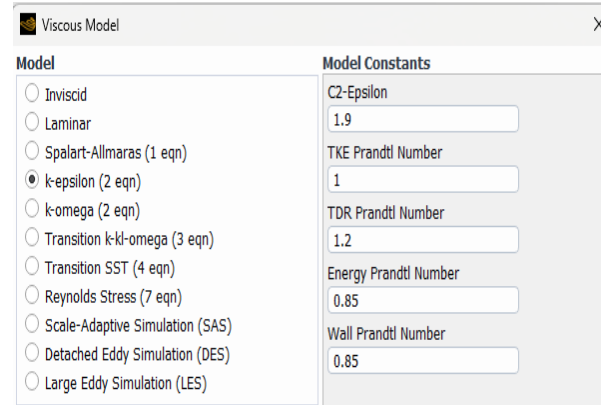 Viscous Model
Model
Inviscid
Laminar
Spalart-Allmaras (1 eqn)
k-epsilon (2 eqn)
k-omega (2 eqn)
Transition k-kl-omega (3 eqn)
Transition SST (4 eqn)
Reynolds Stress (7 eqn)
Scale-Adaptive Simulation (SAS)
Detached Eddy Simulation (DES)
Large Eddy Simulation (LES)
Model Constants
C2-Epsilon
1.9
TKE Prandtl Number
1
TDR Prandtl Number
1.2
Energy Prandtl Number
0.85
Wall Prandtl Number
0.85